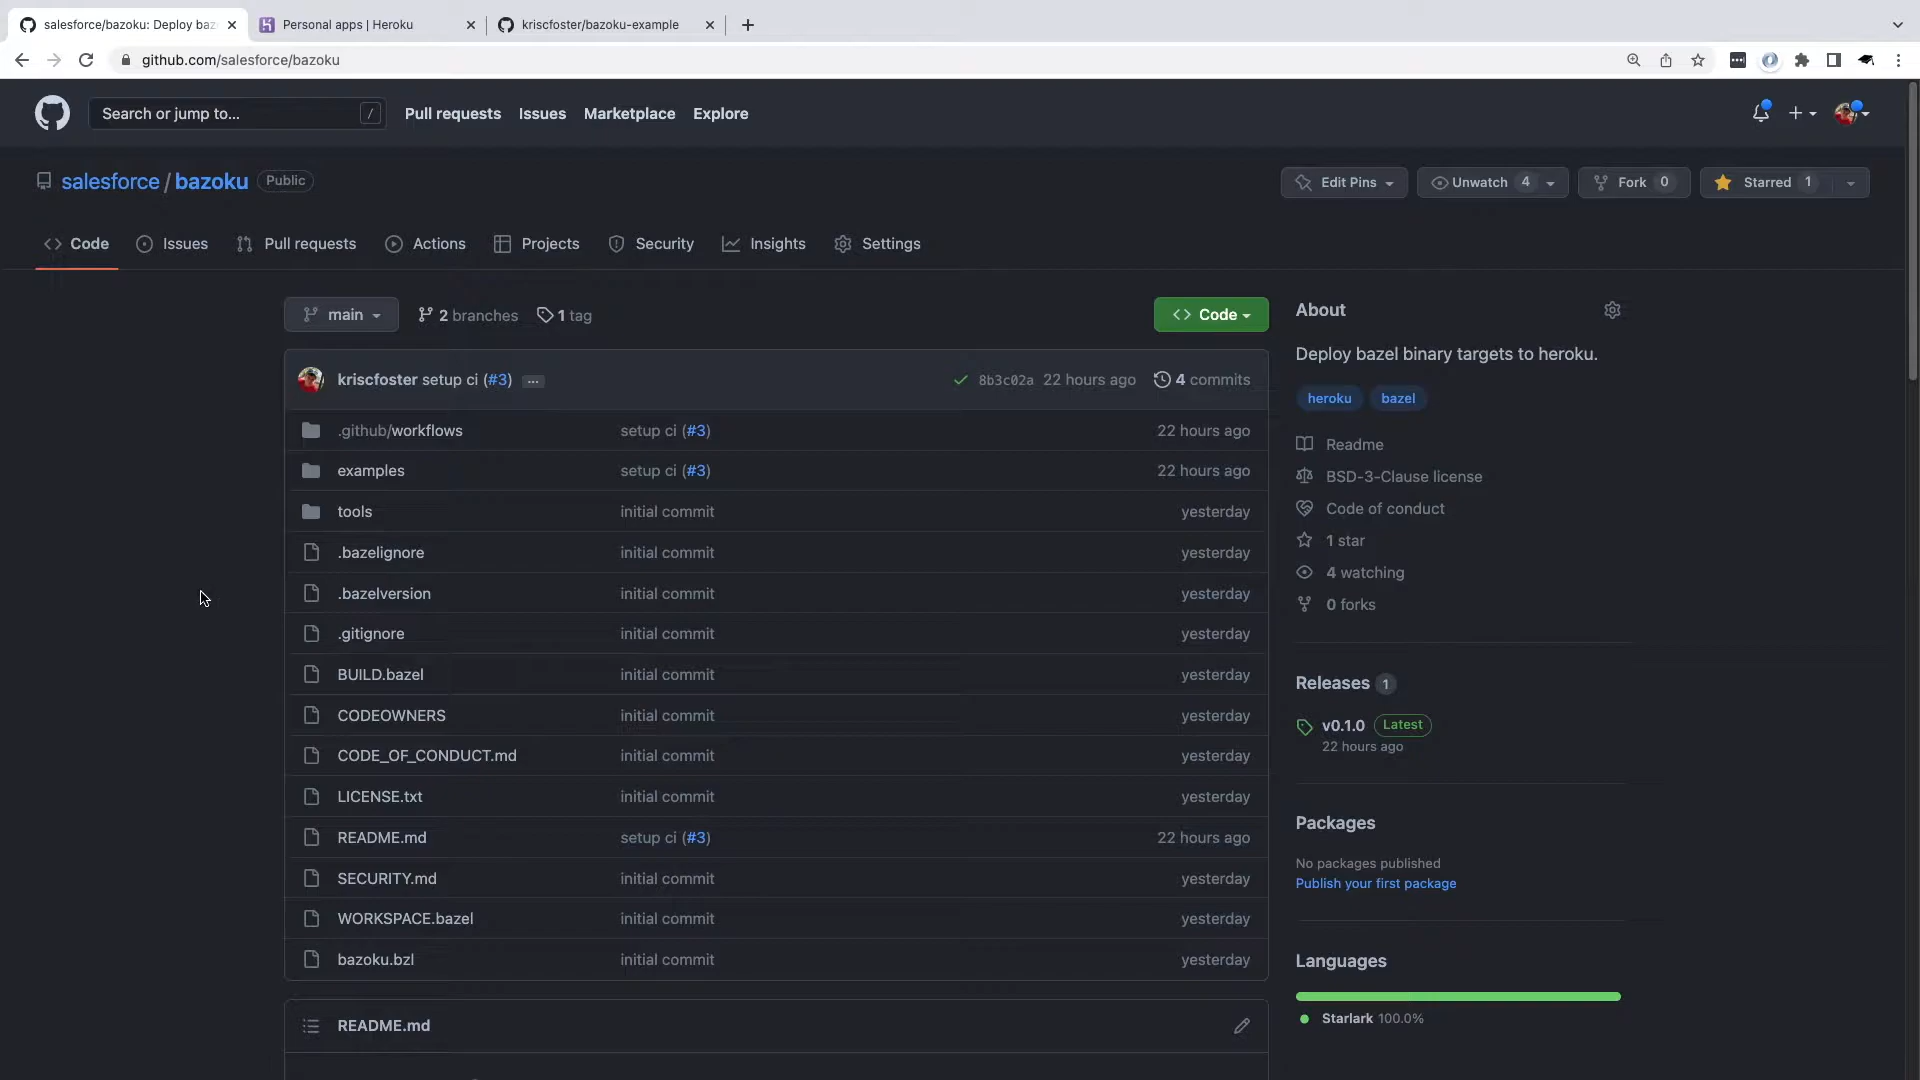 salesforce/bazoku: Deploy baz
Personal apps | Heroku
kriscfoster/bazoku-example
github.com/salesforce/bazoku
Search or jump to... /
Pull requests Issues Marketplace Explore
salesforce / bazoku Public
Edit Pins Unwatch 4 Fork 0 Starred 1
Code Issues Pull requests Actions Projects Security Insights Settings
main 2 branches 1 tag Code
kriscfoster setup ci (#3) ... 8b3c02a 22 hours ago 4 commits
.github/workflows setup ci (#3) 22 hours ago
examples setup ci (#3) 22 hours ago
tools initial commit yesterday
.bazelignore initial commit yesterday
.bazelversion initial commit yesterday
.gitignore initial commit yesterday
BUILD.bazel initial commit yesterday
CODEOWNERS initial commit yesterday
CODE_OF_CONDUCT.md initial commit yesterday
LICENSE.txt initial commit yesterday
README.md setup ci (#3) 22 hours ago
SECURITY.md initial commit yesterday
WORKSPACE.bazel initial commit yesterday
bazoku.bzl initial commit yesterday
README.md
About
Deploy bazel binary targets to heroku.
heroku bazel
Readme
BSD-3-Clause license
Code of conduct
1 star
4 watching
0 forks
Releases 1
v0.1.0 Latest
22 hours ago
Packages
No packages published
Publish your first package
Languages
Starlark 100.0%